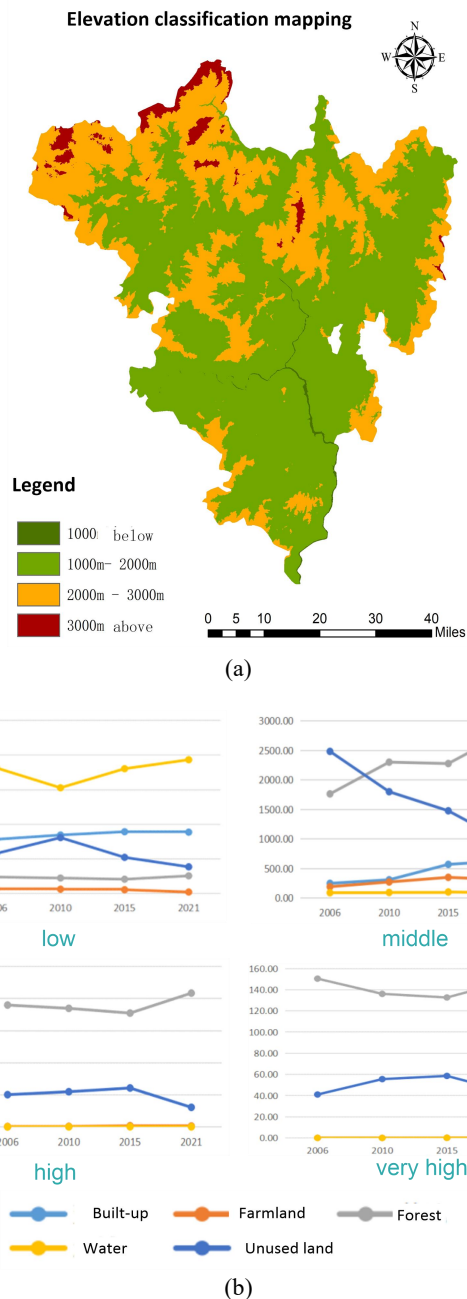 Elevation classification mapping
N
W E
S
Legend
1000 below
1000m- 2000m
2000m - 3000m
3000m above
0 5 10 20 30 40
Miles
(a)
3000.00
2500.00
2000.00
1500.00
1000.00
500.00
0.00
06 2010 2015 2021
2006 2010 2015
low
middle
160.00
140.00
120.00
100.00
80.00
60.00
40.00
20.00
0.00
2006 2010 2015 2021
2006 2010 2015
high
very high
Built-up Farmland Forest
Water Unused land
(b)